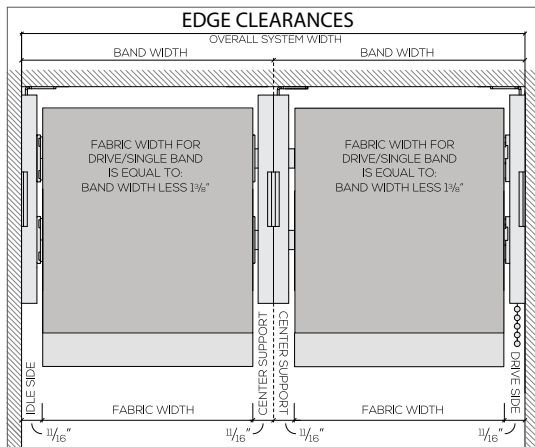 EDGE CLEARANCES
OVERALL SYSTEM WIDTH
BAND WIDTH
BAND WIDTH
FABRIC WIDTH FOR
DRIVE/SINGLE BAND
IS EQUAL TO:
BAND WIDTH LESS 1⅜"
FABRIC WIDTH FOR
DRIVE/SINGLE BAND
IS EQUAL TO:
BAND WIDTH LESS 1⅜"
IDLE SIDE
CENTER SUPPORT
CENTER SUPPORT
DRIVE SIDE
FABRIC WIDTH
FABRIC WIDTH
11/16"
11/16"
11/16"
11/16"